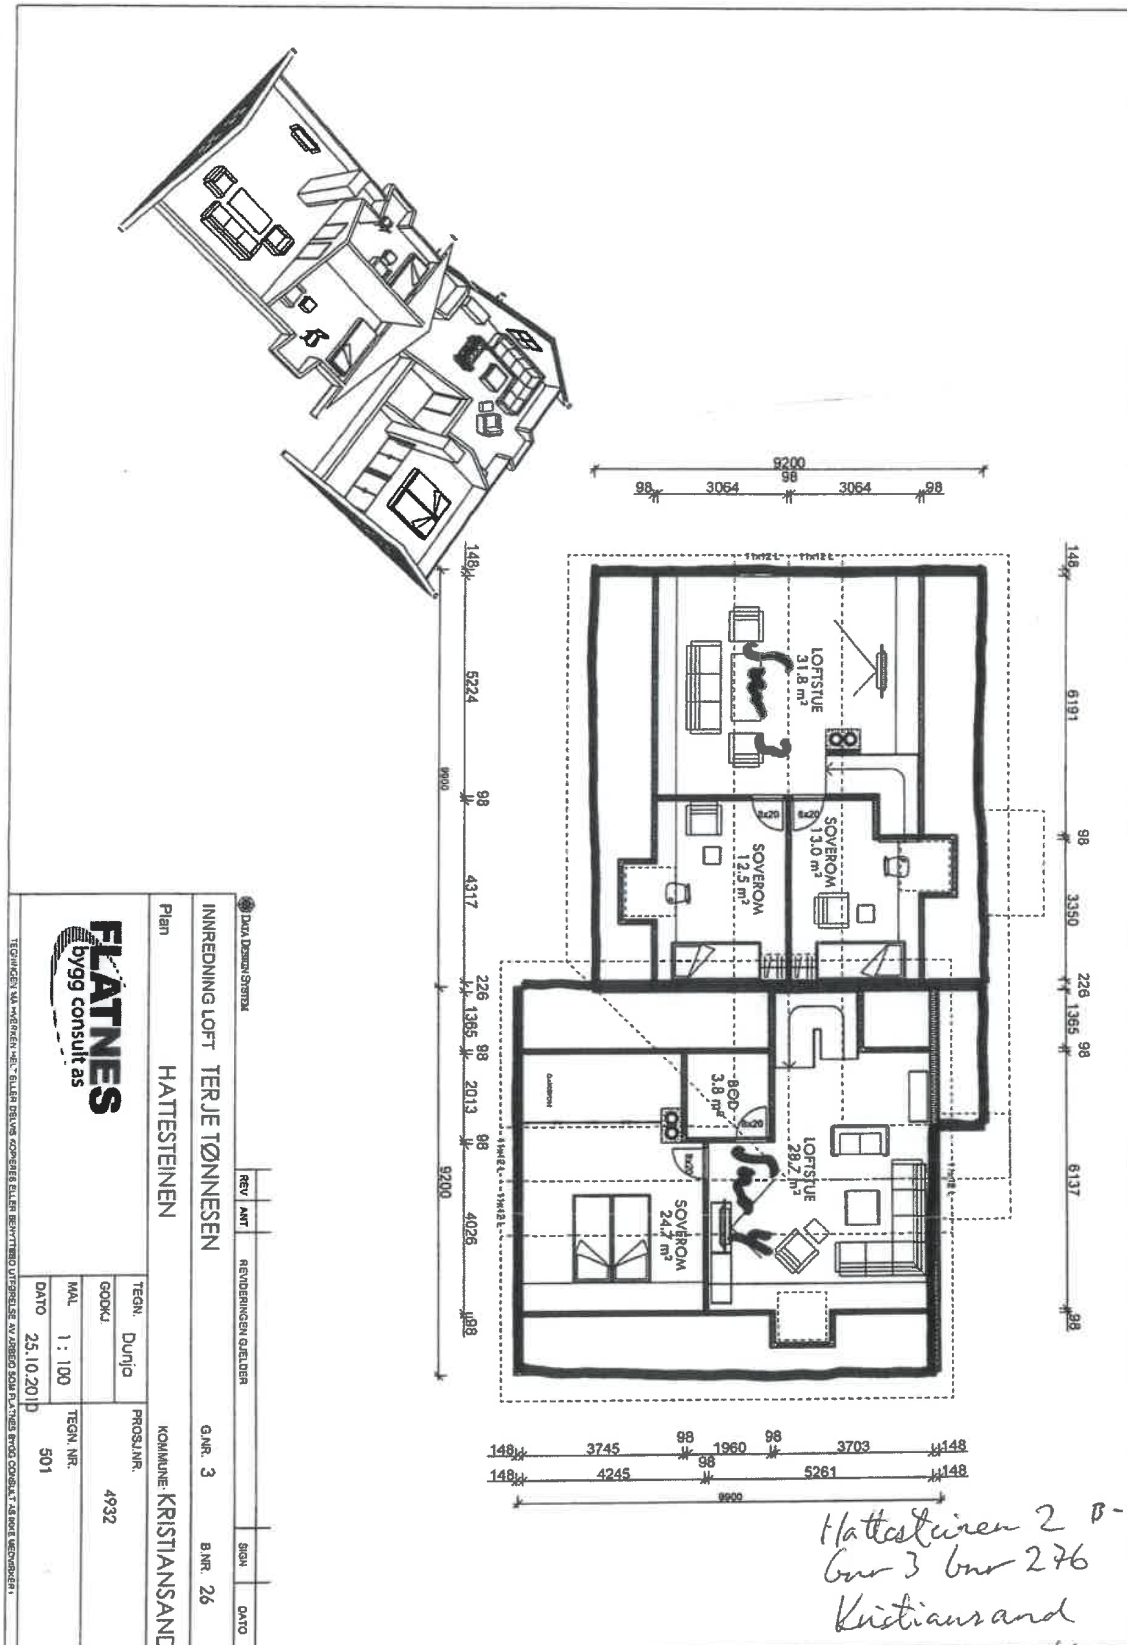 9200
98
98 3064 3064 98
148 5224 98 4317 226 1365 98 2013 98 4026 98
9900
9200
148 6191 98 3350 226 1365 98 6137 98
11x12 L 11x12 L
LOFTSTUE
31.8 m²
SOVEROM
13.0 m²
8x20
8x20
SOVEROM
12.5 m²
BOD
3.8 m²
8x20
LOFTSTUE
28.7 m²
8x20
SOVEROM
24.7 m²
11x12 L 11x12 L
98 98
148 3745 1960 3703 148
98
148 4245 5261 148
9900
Hattesteinen 2 B-
Gnr 3 bnr 276
Kristiansand
DATA DESIGN SYSTEM
REV ANT REVIDERINGEN GJELDER SIGN DATO
INNREDNING LOFT TERJE TØNNESEN G.NR. 3 B.NR. 26
Plan HATTESTEINEN KOMMUNE: KRISTIANSAND
FLATNES
bygg consult as
TEGN. Dunja PROSJ.NR.
GODKJ. 4932
MAL 1 : 100 TEGN. NR.
DATO 25.10.2010 501